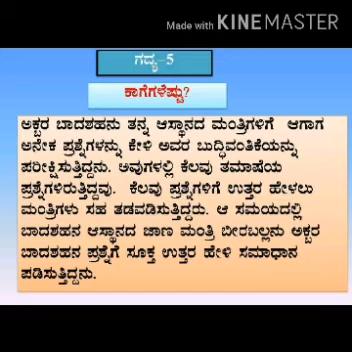 Made with KINEMASTER
ಗದ್ಯ-5
ಕಾಗೆಗಳೆಷ್ಟು?
ಅಕ್ಬರ ಬಾದಶಹನು ತನ್ನ ಆಸ್ಥಾನದ ಮಂತ್ರಿಗಳಿಗೆ ಆಗಾಗ
ಅನೇಕ ಪ್ರಶ್ನೆಗಳನ್ನು ಕೇಳಿ ಅವರ ಬುದ್ಧಿವಂತಿಕೆಯನ್ನು
ಪರೀಕ್ಷಿಸುತ್ತಿದ್ದನು. ಅವುಗಳಲ್ಲಿ ಕೆಲವು ತಮಾಷೆಯ
ಪ್ರಶ್ನೆಗಳಿರುತ್ತಿದ್ದವು. ಕೆಲವು ಪ್ರಶ್ನೆಗಳಿಗೆ ಉತ್ತರ ಹೇಳಲು
ಮಂತ್ರಿಗಳು ಸಹ ತಡವಡಿಸುತ್ತಿದ್ದರು. ಆ ಸಮಯದಲ್ಲಿ
ಬಾದಶಹನ ಆಸ್ಥಾನದ ಜಾಣ ಮಂತ್ರಿ ಬೀರಬಲ್ಲನು ಅಕ್ಬರ
ಬಾದಶಹನ ಪ್ರಶ್ನೆಗೆ ಸೂಕ್ತ ಉತ್ತರ ಹೇಳಿ ಸಮಾಧಾನ
ಪಡಿಸುತ್ತಿದ್ದನು.